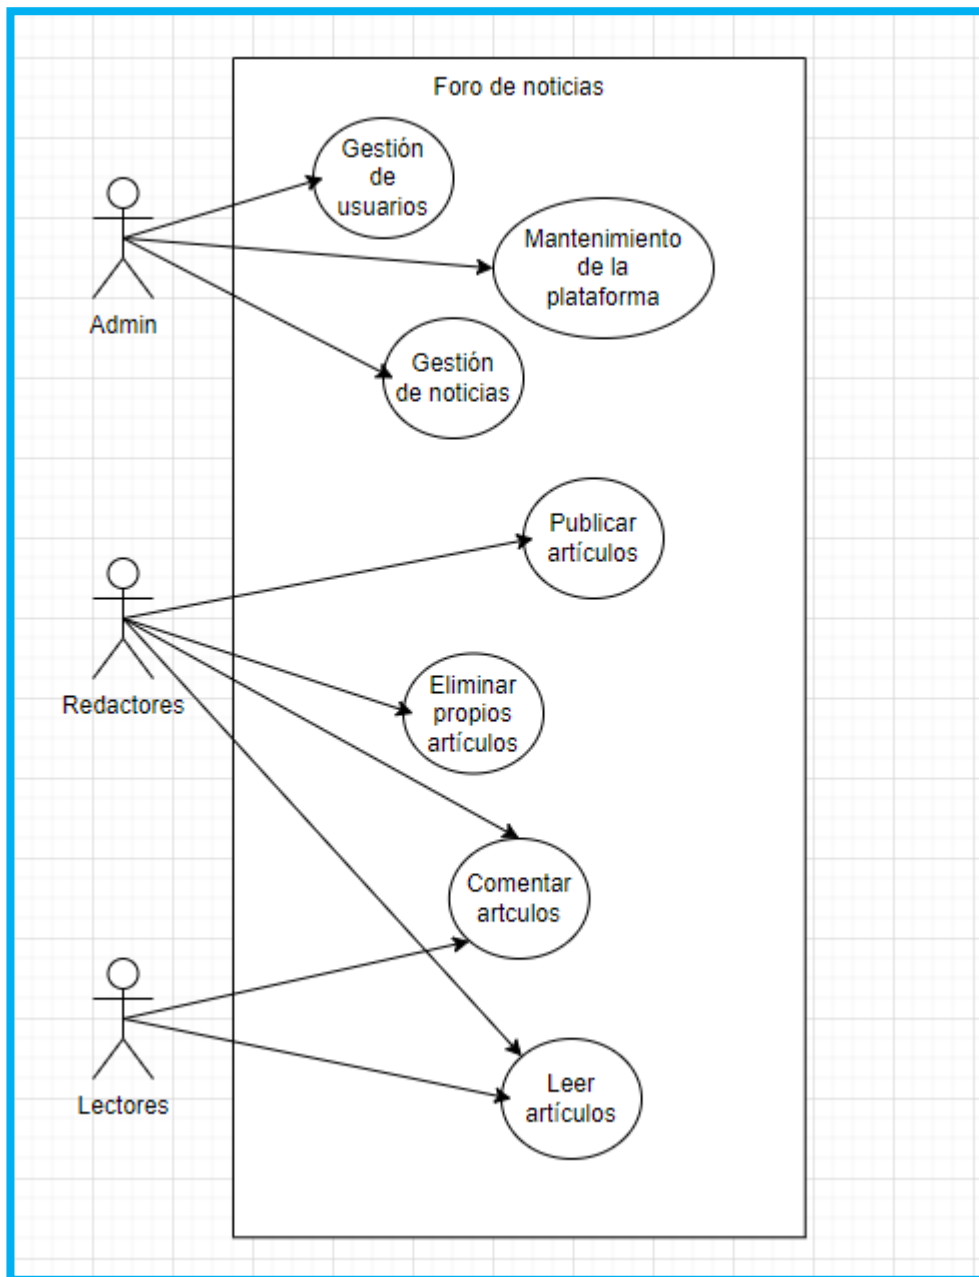 Foro de noticias
Gestión
de
usuarios
Mantenimiento
de la
plataforma
Admin
Gestión
de noticias
Publicar
artículos
Redactores
Eliminar
propios
artículos
Comentar
artculos
Lectores
Leer
artículos